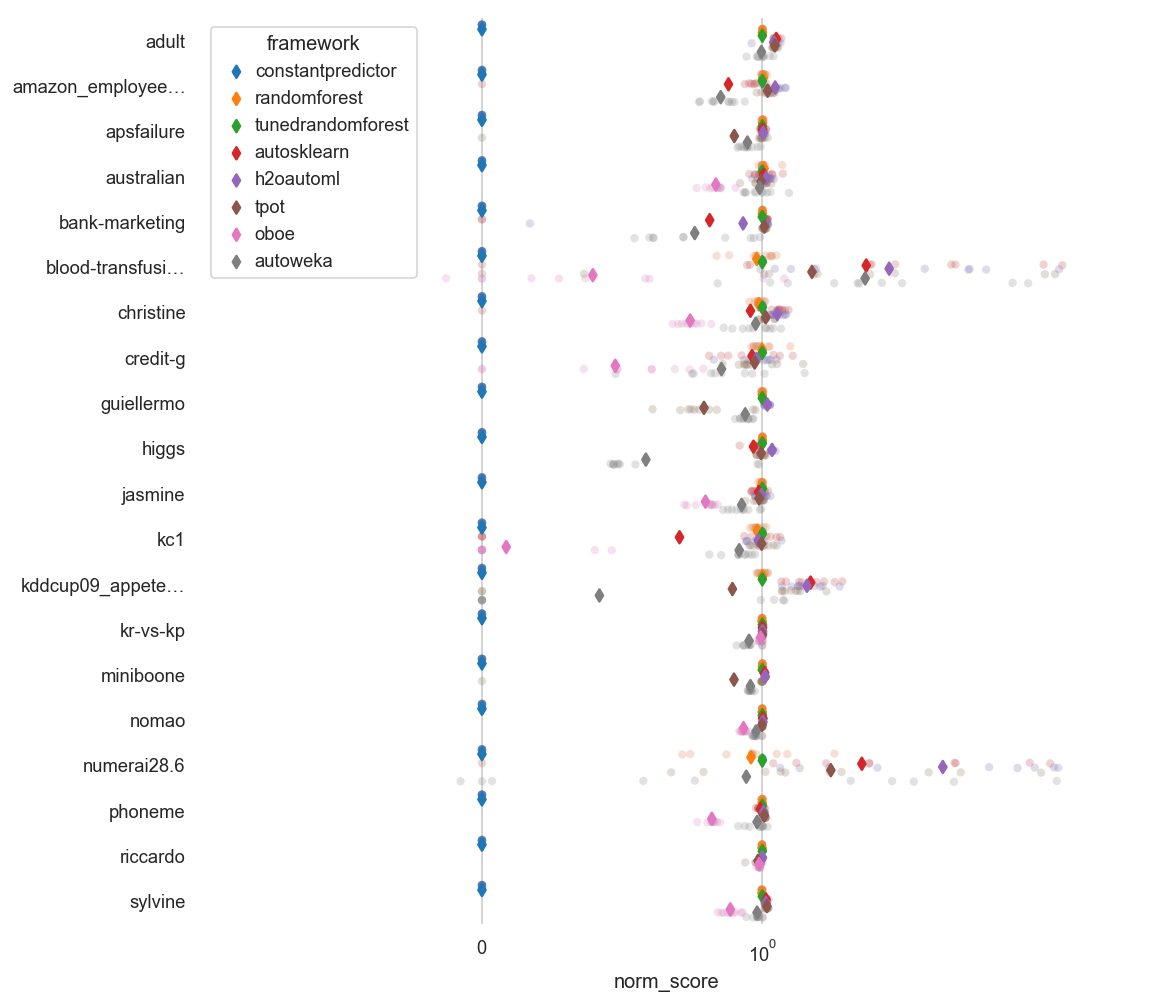 adult
amazon_employee…
apsfailure
australian
bank-marketing
blood-transfusi…
christine
credit-g
guiellermo
higgs
jasmine
kc1
kddcup09_appete…
kr-vs-kp
miniboone
nomao
numerai28.6
phoneme
riccardo
sylvine
framework
constantpredictor
randomforest
tunedrandomforest
autosklearn
h2oautoml
tpot
oboe
autoweka
0
10⁰
norm_score